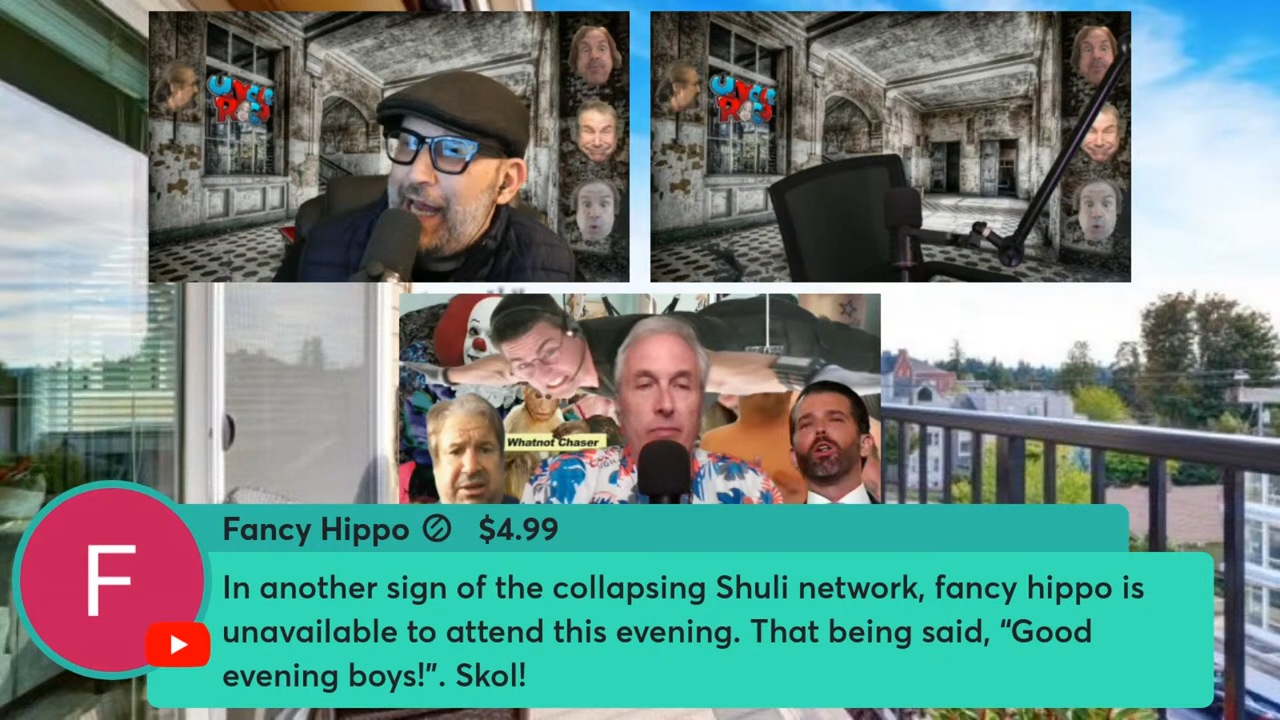 Whatnot Chaser
Fancy Hippo $4.99
F
In another sign of the collapsing Shuli network, fancy hippo is
unavailable to attend this evening. That being said, “Good
evening boys!”. Skol!